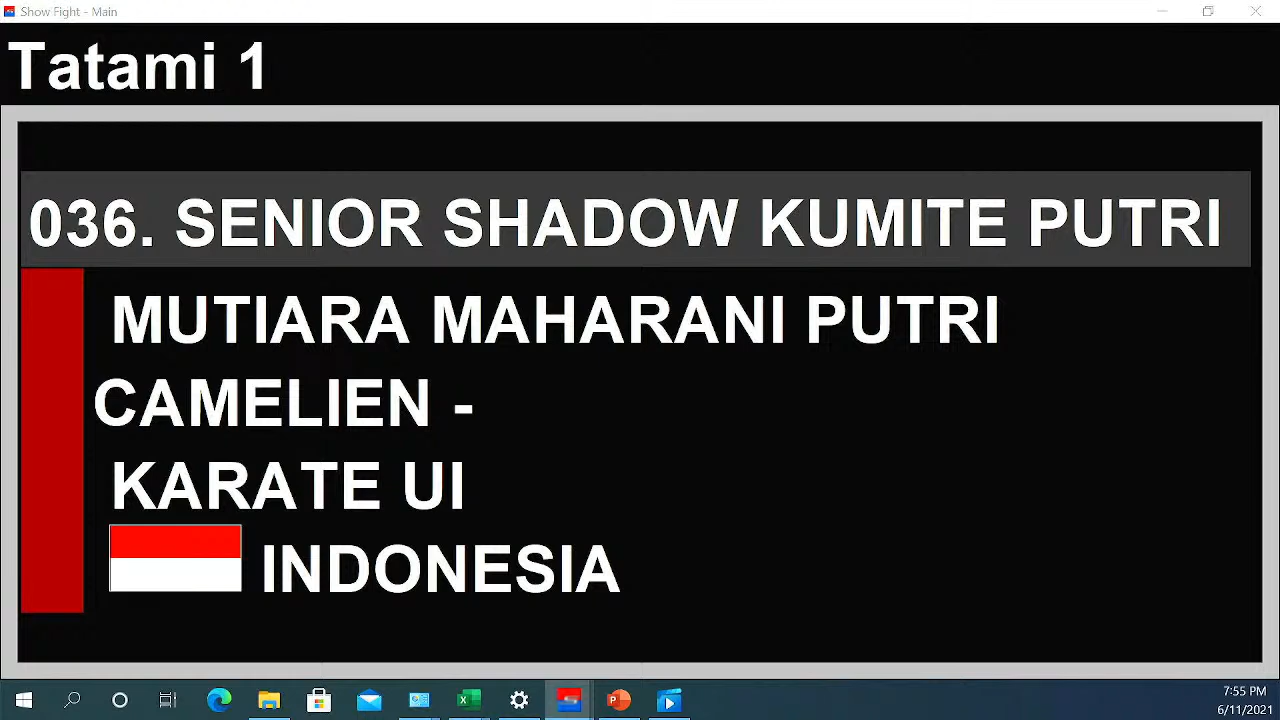 Show Fight - Main
Tatami 1
036. SENIOR SHADOW KUMITE PUTRI
MUTIARA MAHARANI PUTRI
CAMELIEN -
KARATE UI
INDONESIA
7:55 PM
6/11/2021